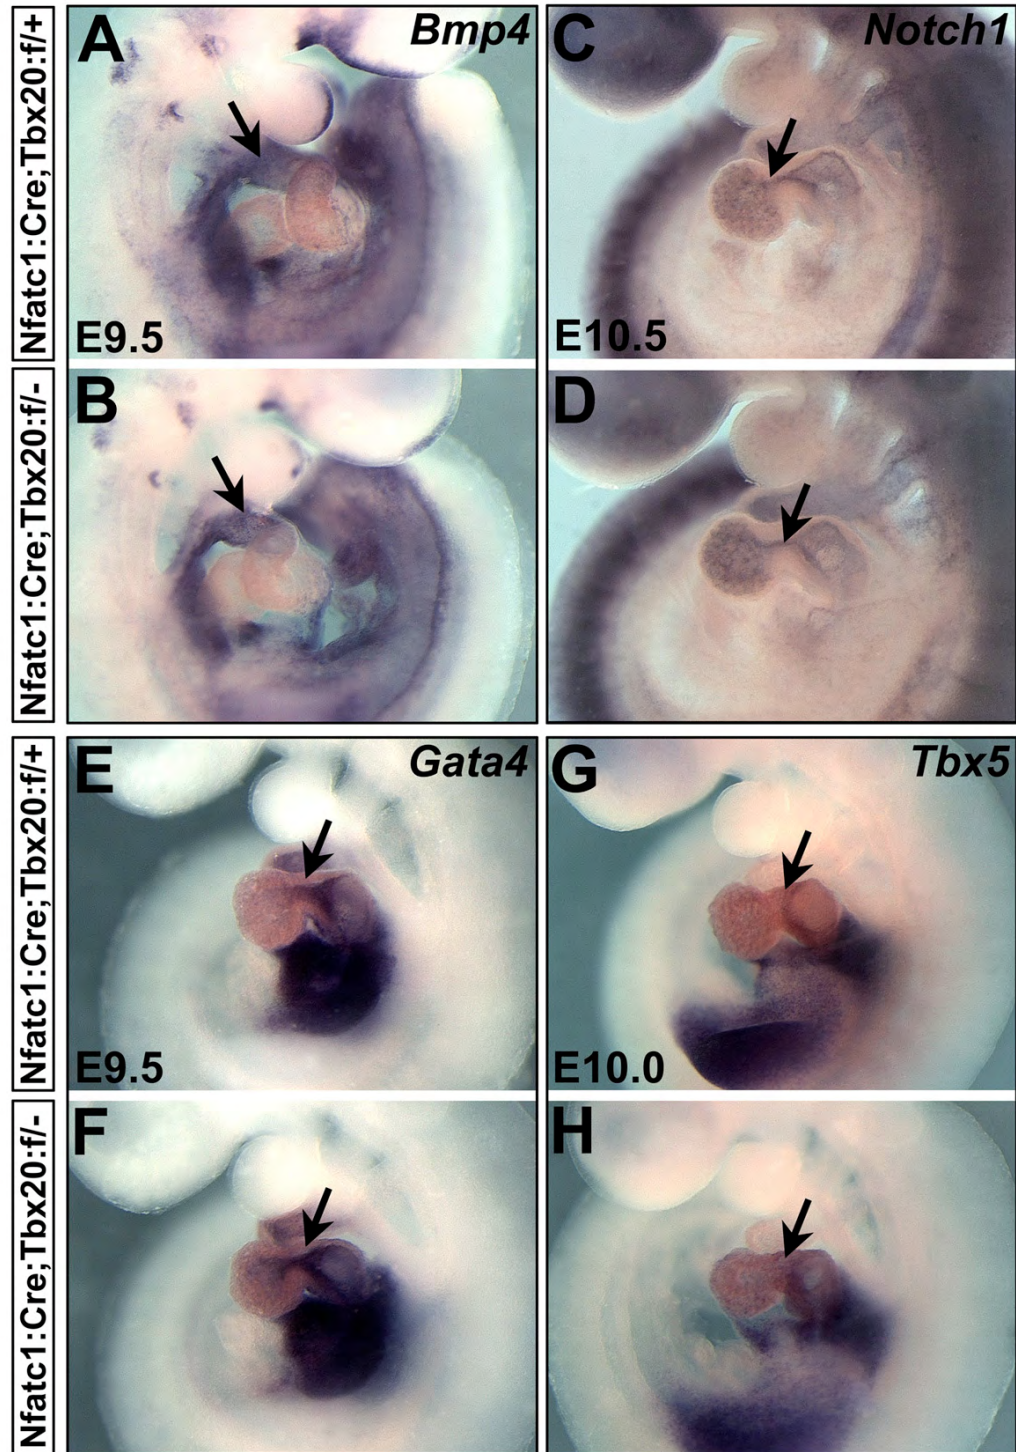 Nfatc1:Cre;Tbx20:f/+
A
Bmp4
E9.5
C
Notch1
E10.5
Nfatc1:Cre;Tbx20:f/-
B
D
Nfatc1:Cre;Tbx20:f/+
E
Gata4
E9.5
G
Tbx5
E10.0
Nfatc1:Cre;Tbx20:f/-
F
H